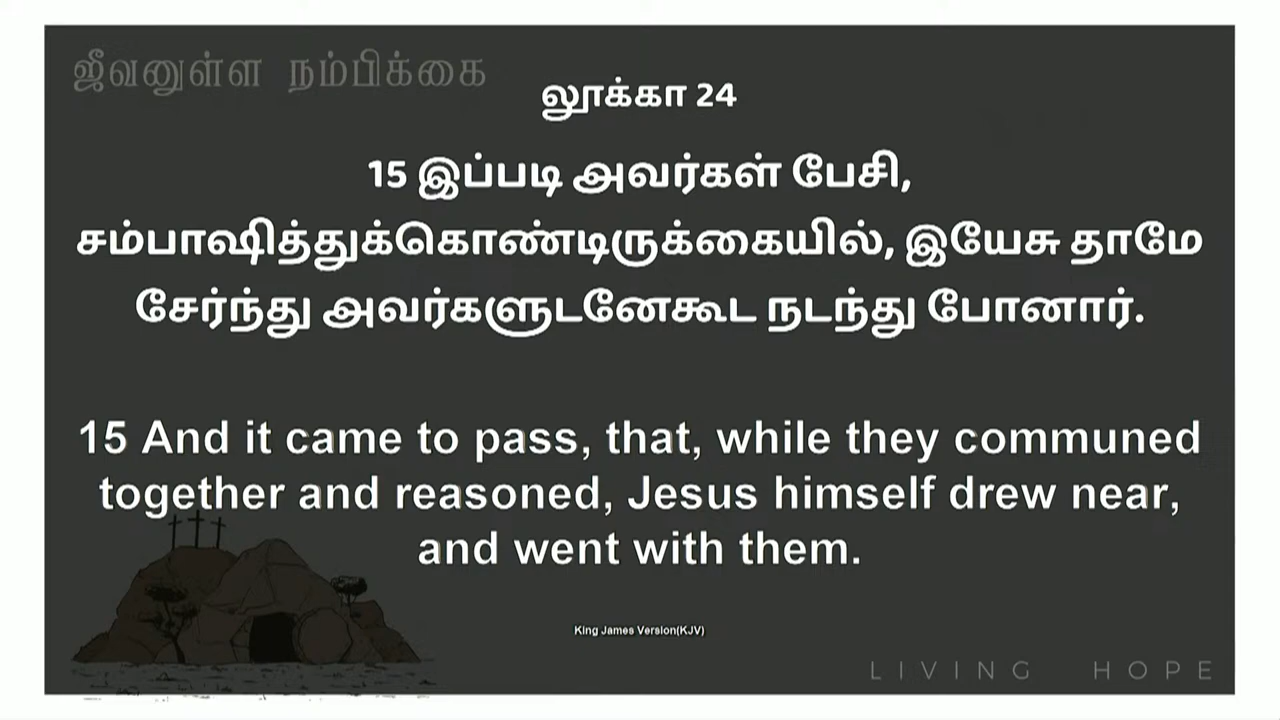 ஜீவனுள்ள நம்பிக்கை
லூக்கா 24
15 இப்படி அவர்கள் பேசி,
சம்பாஷித்துக்கொண்டிருக்கையில், இயேசு தாமே
சேர்ந்து அவர்களுடனேகூட நடந்து போனார்.
15 And it came to pass, that, while they communed
together and reasoned, Jesus himself drew near,
and went with them.
King James Version(KJV)
LIVING HOPE